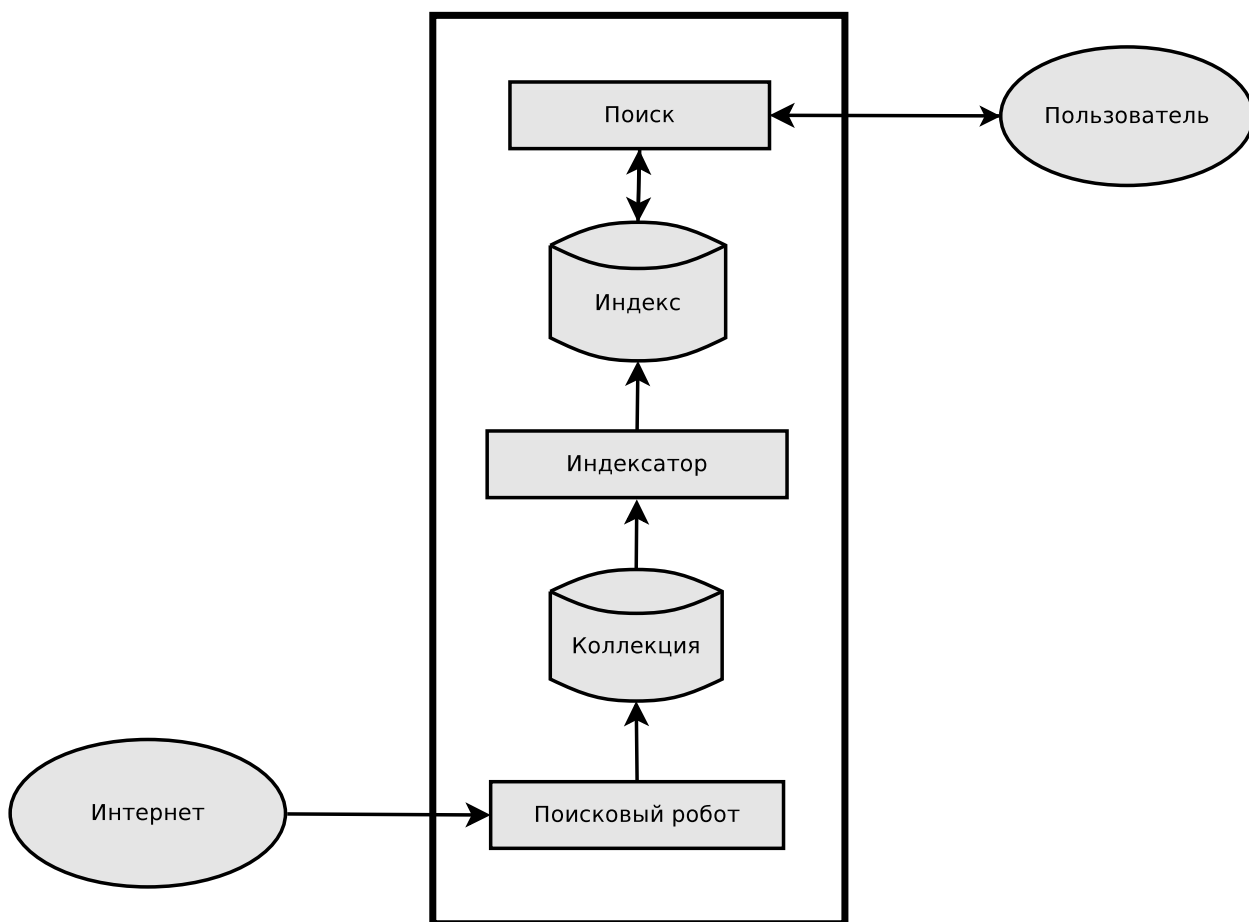 Поиск
Пользователь
Индекс
Индексатор
Коллекция
Интернет
Поисковый робот